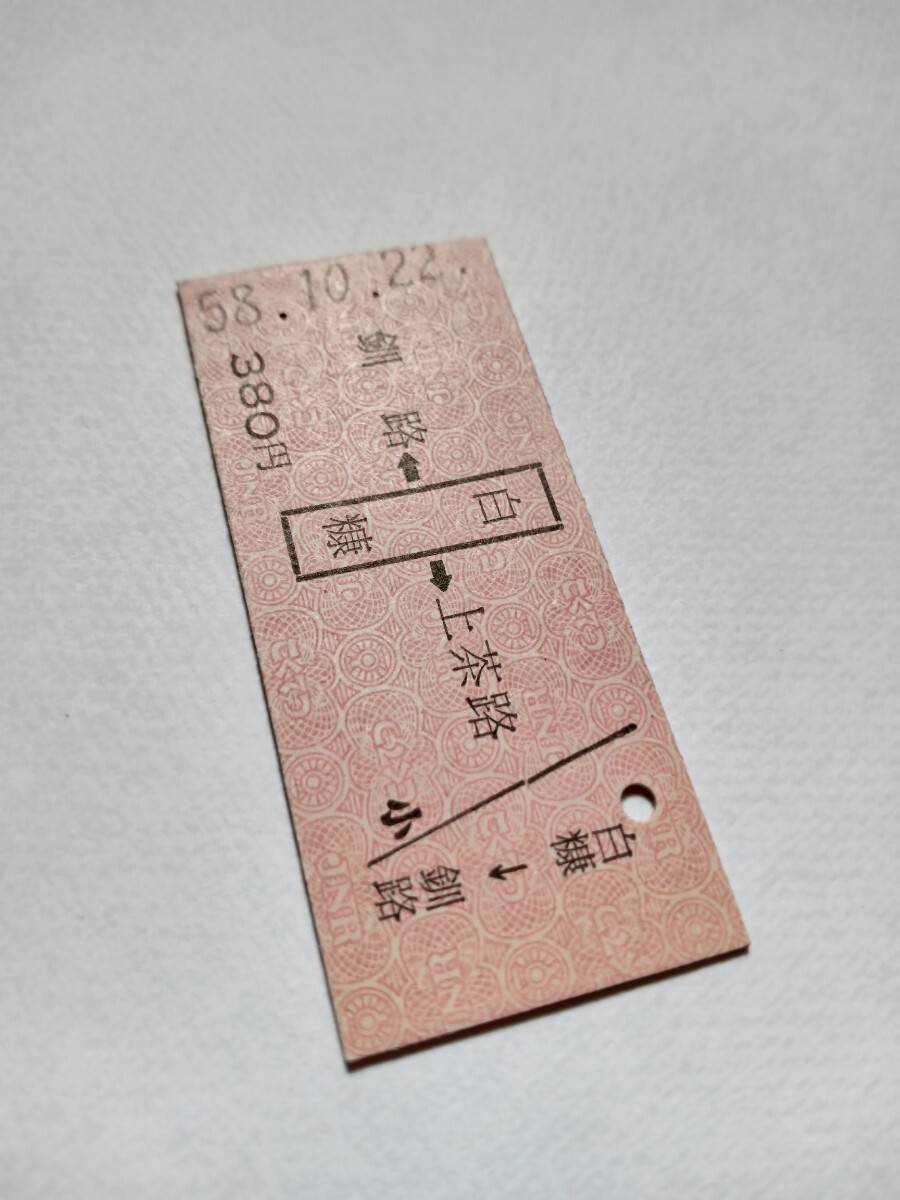 58.10.22.
釧路←白糠→上茶路
380円
白糠
↓
釧路
小